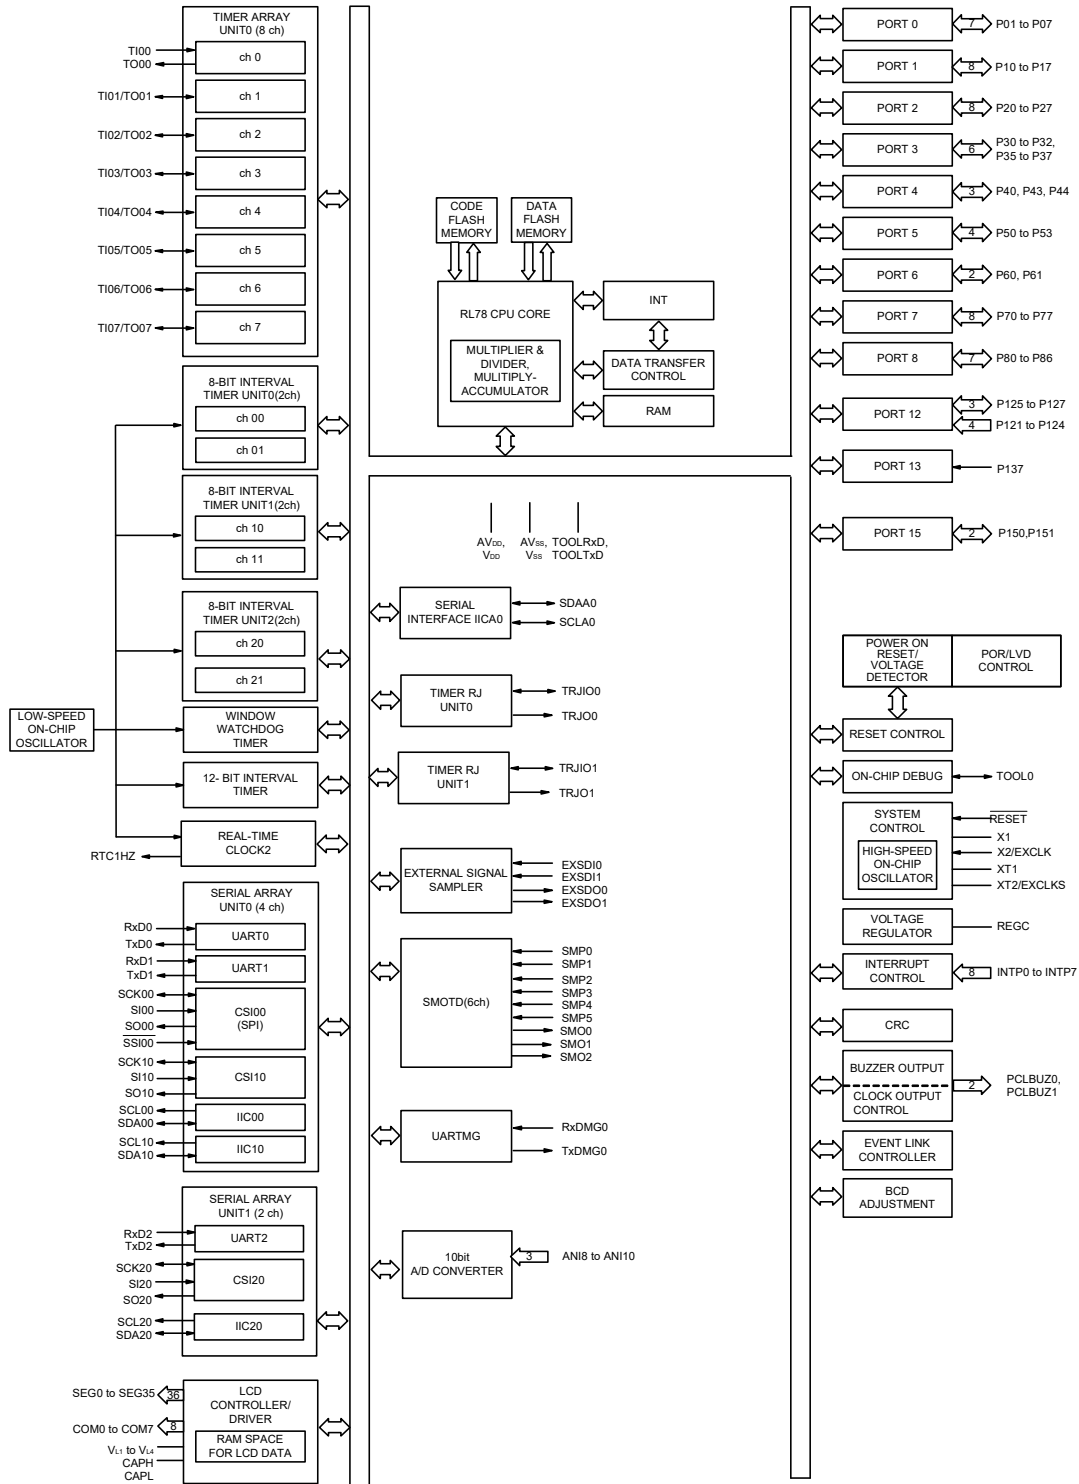 TIMER ARRAY
UNIT0 (8 ch)
TI00
TO00
ch 0
TI01/TO01
ch 1
TI02/TO02
ch 2
TI03/TO03
ch 3
TI04/TO04
ch 4
TI05/TO05
ch 5
TI06/TO06
ch 6
TI07/TO07
ch 7
8-BIT INTERVAL
TIMER UNIT0(2ch)
ch 00
ch 01
8-BIT INTERVAL
TIMER UNIT1(2ch)
ch 10
ch 11
8-BIT INTERVAL
TIMER UNIT2(2ch)
ch 20
ch 21
LOW-SPEED
ON-CHIP
OSCILLATOR
WINDOW
WATCHDOG
TIMER
12- BIT INTERVAL
TIMER
REAL-TIME
CLOCK2
RTC1HZ
SERIAL ARRAY
UNIT0 (4 ch)
RxD0
TxD0
UART0
RxD1
TxD1
UART1
SCK00
SI00
SO00
SSI00
CSI00
(SPI)
SCK10
SI10
SO10
CSI10
SCL00
SDA00
IIC00
SCL10
SDA10
IIC10
SERIAL ARRAY
UNIT1 (2 ch)
RxD2
TxD2
UART2
SCK20
SI20
SO20
CSI20
SCL20
SDA20
IIC20
SEG0 to SEG35
36
COM0 to COM7
8
VL1 to VL4
CAPH
CAPL
LCD
CONTROLLER/
DRIVER
RAM SPACE
FOR LCD DATA
CODE
FLASH
MEMORY
DATA
FLASH
MEMORY
RL78 CPU CORE
MULTIPLIER &
DIVIDER,
MULITIPLY-
ACCUMULATOR
INT
DATA TRANSFER
CONTROL
RAM
AVDD,
VDD
AVSS,
VSS
TOOLRxD,
TOOLTxD
SERIAL
INTERFACE IICA0
SDAA0
SCLA0
TIMER RJ
UNIT0
TRJIO0
TRJO0
TIMER RJ
UNIT1
TRJIO1
TRJO1
EXTERNAL SIGNAL
SAMPLER
EXSDI0
EXSDI1
EXSDO0
EXSDO1
SMOTD(6ch)
SMP0
SMP1
SMP2
SMP3
SMP4
SMP5
SMO0
SMO1
SMO2
UARTMG
RxDMG0
TxDMG0
10bit
A/D CONVERTER
3
ANI8 to ANI10
PORT 0
7
P01 to P07
PORT 1
8
P10 to P17
PORT 2
8
P20 to P27
PORT 3
6
P30 to P32,
P35 to P37
PORT 4
3
P40, P43, P44
PORT 5
4
P50 to P53
PORT 6
2
P60, P61
PORT 7
8
P70 to P77
PORT 8
7
P80 to P86
PORT 12
3
P125 to P127
4
P121 to P124
PORT 13
P137
PORT 15
2
P150,P151
POWER ON
RESET/
VOLTAGE
DETECTOR
POR/LVD
CONTROL
RESET CONTROL
ON-CHIP DEBUG
TOOL0
SYSTEM
CONTROL
HIGH-SPEED
ON-CHIP
OSCILLATOR
RESET
X1
X2/EXCLK
XT1
XT2/EXCLKS
VOLTAGE
REGULATOR
REGC
INTERRUPT
CONTROL
8
INTP0 to INTP7
CRC
BUZZER OUTPUT
CLOCK OUTPUT
CONTROL
2
PCLBUZ0,
PCLBUZ1
EVENT LINK
CONTROLLER
BCD
ADJUSTMENT